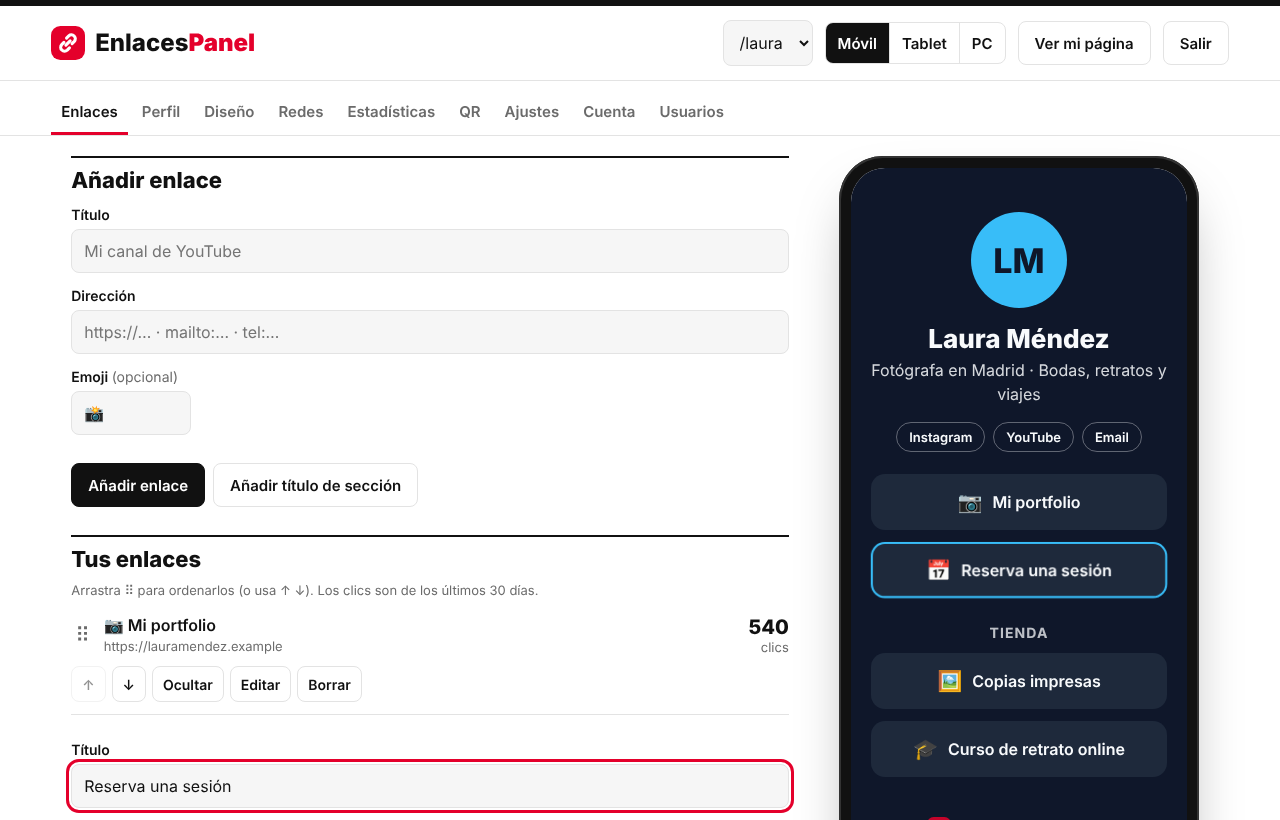 EnlacesPanel
/laura
Móvil
Tablet
PC
Ver mi página
Salir
Enlaces
Perfil
Diseño
Redes
Estadísticas
QR
Ajustes
Cuenta
Usuarios
Añadir enlace
Título
Mi canal de YouTube
Dirección
https://... · mailto:... · tel:...
Emoji (opcional)
📸
Añadir enlace
Añadir título de sección
Tus enlaces
Arrastra ⠿ para ordenarlos (o usa ↑ ↓). Los clics son de los últimos 30 días.
📷 Mi portfolio
https://lauramendez.example
540
clics
↑
↓
Ocultar
Editar
Borrar
Título
Reserva una sesión
LM
Laura Méndez
Fotógrafa en Madrid · Bodas, retratos y
viajes
Instagram
YouTube
Email
📷 Mi portfolio
📅 Reserva una sesión
TIENDA
🖼️ Copias impresas
🎓 Curso de retrato online